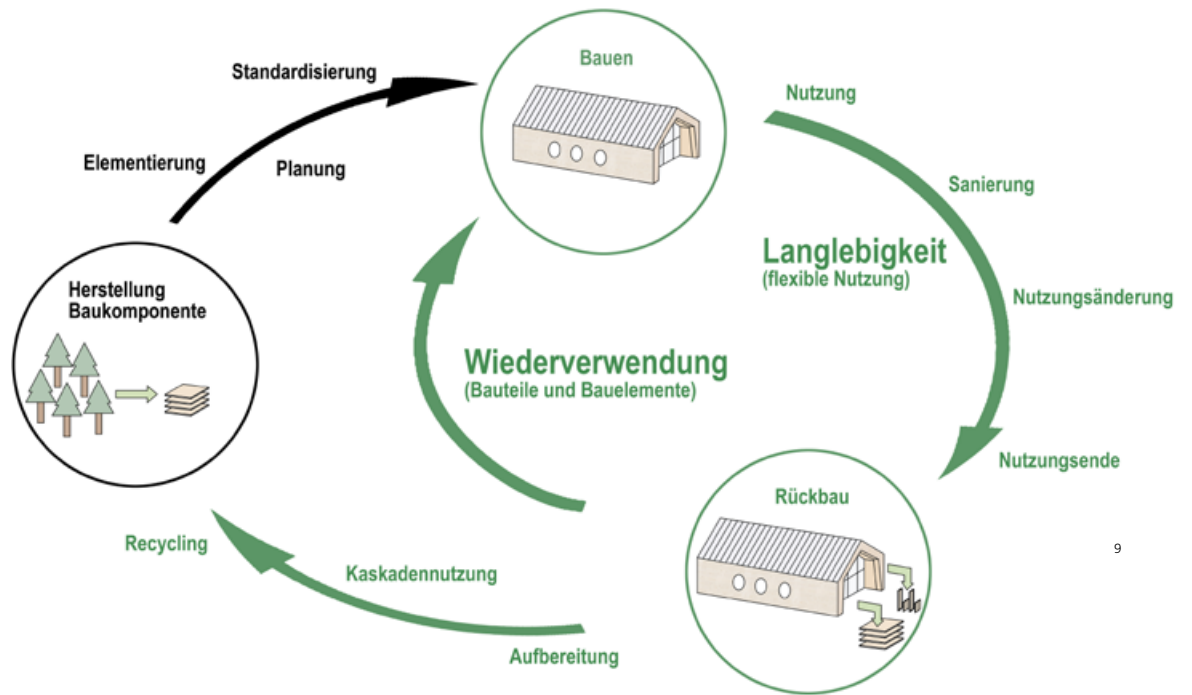 Bauen
Standardisierung
Elementierung
Planung
Herstellung
Baukomponente
Nutzung
Sanierung
Langlebigkeit
(flexible Nutzung)
Nutzungsänderung
Nutzungsende
Wiederverwendung
(Bauteile und Bauelemente)
Rückbau
Recycling
Kaskadennutzung
Aufbereitung
9